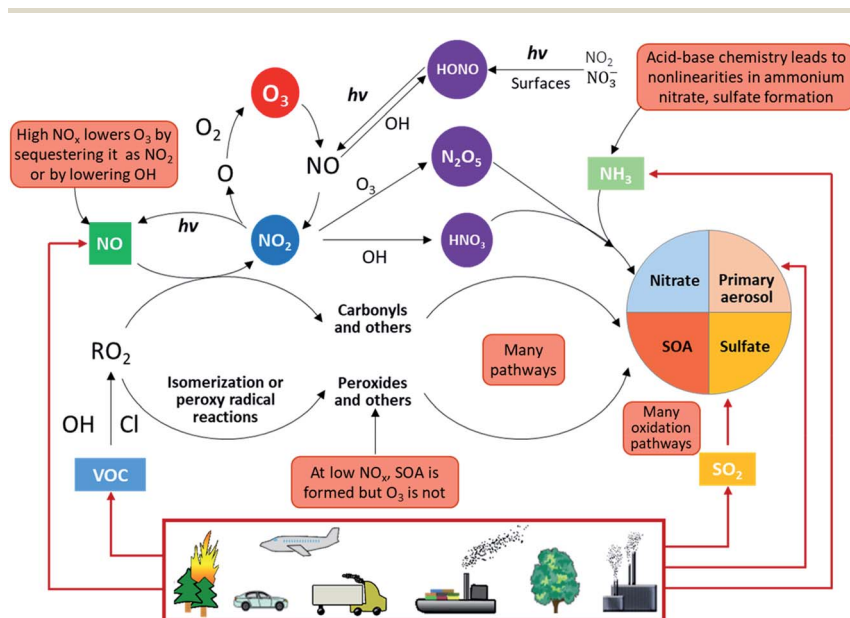 hv
NO₂
NO₃⁻
HONO
Surfaces
Acid-base chemistry leads to
nonlinearities in ammonium
nitrate, sulfate formation
O₃
hv
OH
O₂
High NOₓ lowers O₃ by
sequestering it as NO₂
or by lowering OH
O
NO
N₂O₅
O₃
NH₃
hv
NO
NO₂
OH
HNO₃
Nitrate
Primary
aerosol
SOA
Sulfate
Carbonyls
and others
RO₂
Many
pathways
Isomerization or
peroxy radical
reactions
Peroxides
and others
OH
Cl
Many
oxidation
pathways
VOC
At low NOₓ, SOA is
formed but O₃ is not
SO₂